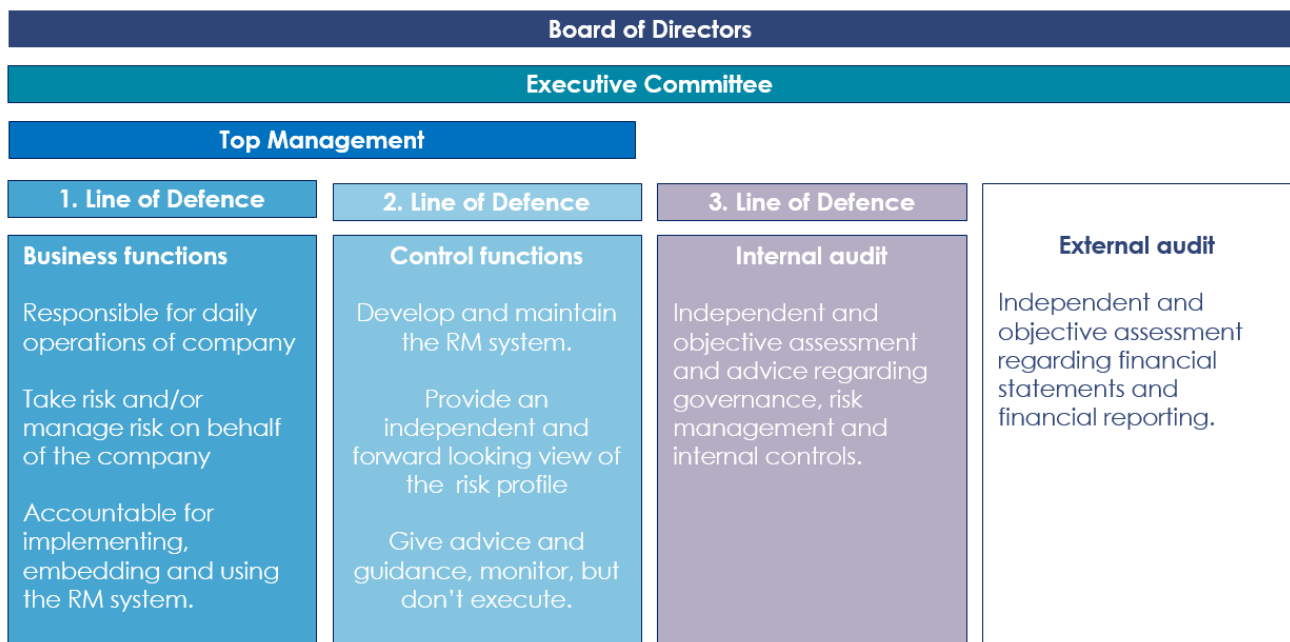 Board of Directors
Executive Committee
Top Management
1. Line of Defence
2. Line of Defence
3. Line of Defence
Business functions
Responsible for daily
operations of company
Take risk and/or
manage risk on behalf
of the company
Accountable for
implementing,
embedding and using
the RM system.
Control functions
Develop and maintain
the RM system.
Provide an
independent and
forward looking view of
the risk profile
Give advice and
guidance, monitor, but
don't execute.
Internal audit
Independent and
objective assessment
and advice regarding
governance, risk
management and
internal controls.
External audit
Independent and
objective assessment
regarding financial
statements and
financial reporting.